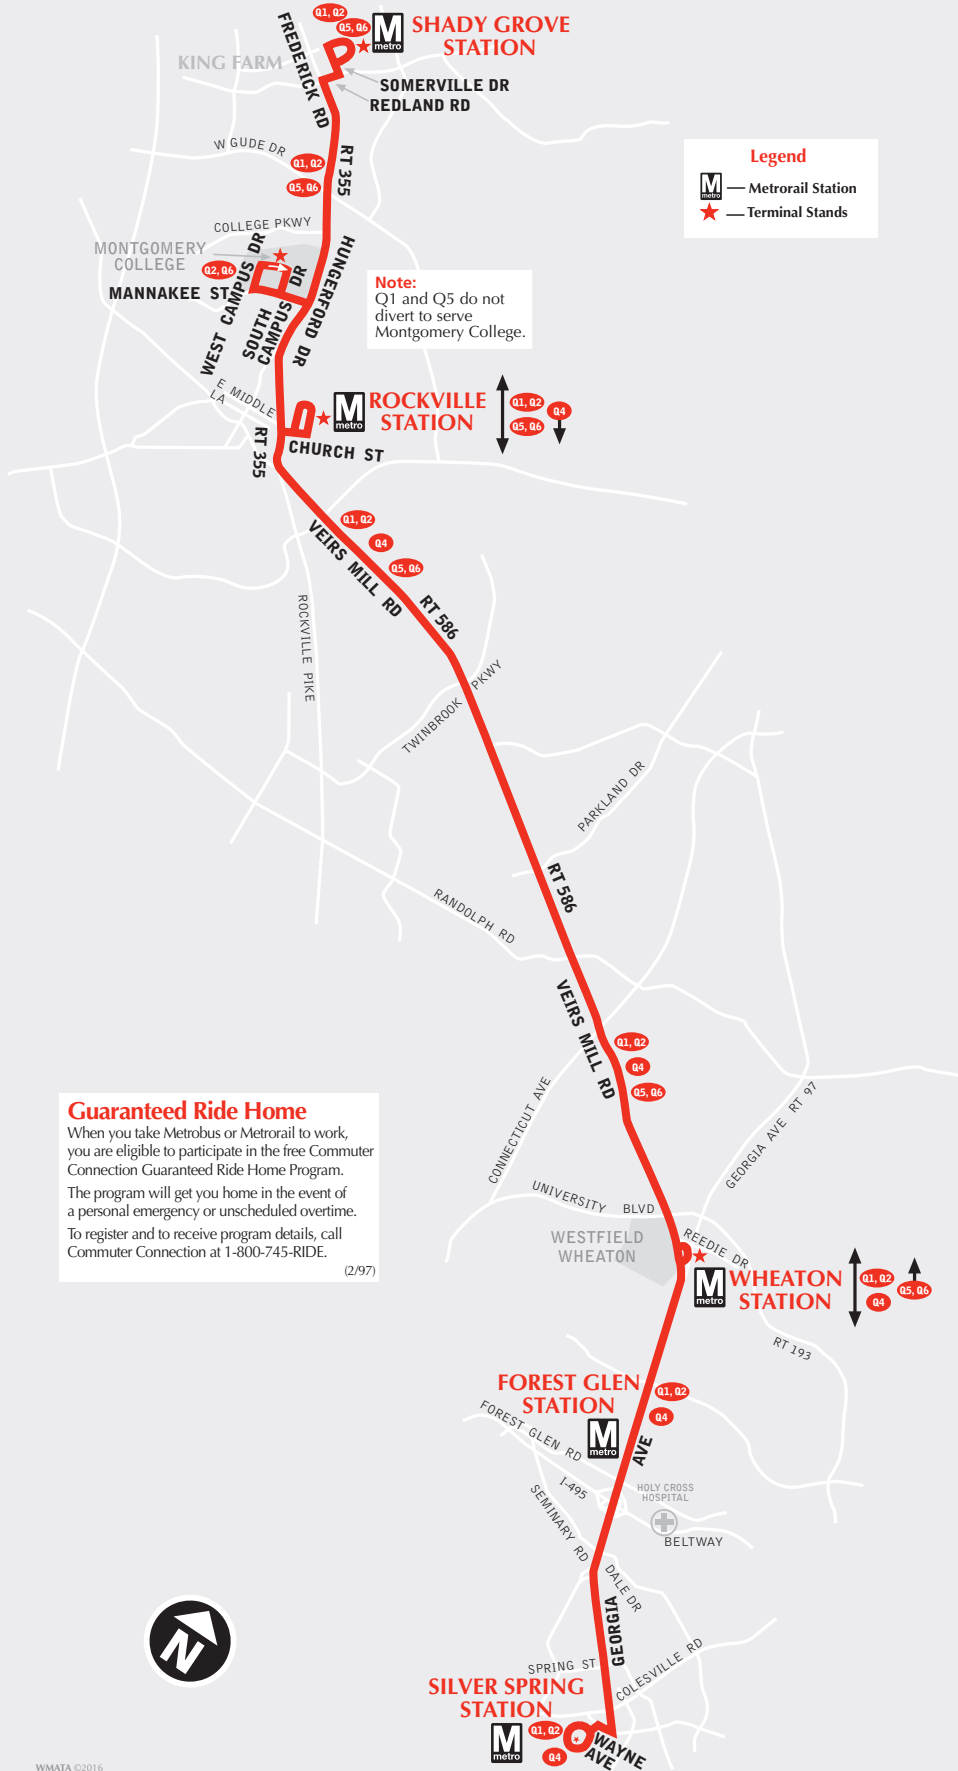 Q1, Q2
Q5, Q6
M
metro
SHADY GROVE
STATION
KING FARM
FREDERICK RD
SOMERVILLE DR
REDLAND RD
W GUDE DR
RT 355
Q1, Q2
Q5, Q6
Legend
M
metro
Metrorail Station
Terminal Stands
COLLEGE PKWY
MONTGOMERY
COLLEGE
Q2, Q6
MANNAKEE ST
WEST CAMPUS DR
SOUTH
CAMPUS DR
HUNGERFORD DR
Note:
Q1 and Q5 do not
divert to serve
Montgomery College.
E MIDDLE
LA
M
metro
ROCKVILLE
STATION
Q1, Q2
Q5, Q6
Q4
RT 355
CHURCH ST
Q1, Q2
Q4
Q5, Q6
VEIRS MILL RD
RT 586
ROCKVILLE PIKE
TWINBROOK PKWY
PARKLAND DR
RT 586
RANDOLPH RD
VEIRS MILL RD
Q1, Q2
Q4
Q5, Q6
CONNECTICUT AVE
GEORGIA AVE RT 97
Guaranteed Ride Home
When you take Metrobus or Metrorail to work,
you are eligible to participate in the free Commuter
Connection Guaranteed Ride Home Program.
The program will get you home in the event of
a personal emergency or unscheduled overtime.
To register and to receive program details, call
Commuter Connection at 1-800-745-RIDE.
(2/97)
UNIVERSITY BLVD
WESTFIELD
WHEATON
REEDIE DR
M
metro
WHEATON
STATION
Q1, Q2
Q4
Q5, Q6
RT 193
FOREST GLEN
STATION
M
metro
Q1, Q2
Q4
FOREST GLEN RD
AVE
I-495
HOLY CROSS
HOSPITAL
BELTWAY
SEMINARY RD
DALE DR
GEORGIA
N
SPRING ST
COLESVILLE RD
SILVER SPRING
STATION
M
metro
Q1, Q2
Q4
WAYNE
AVE
WMATA ©2016